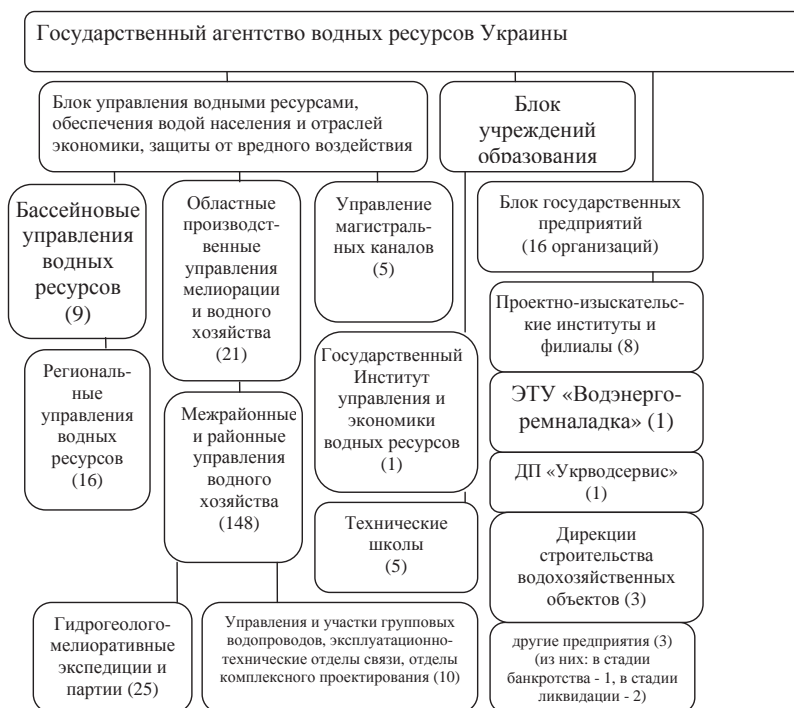 Государственный агентство водных ресурсов Украины
Блок управления водными ресурсами,
обеспечения водой населения и отраслей
экономики, защиты от вредного воздействия
Блок
учреждений
образования
Бассейновые
управления
водных
ресурсов
(9)
Областные
производст-
венные
управления
мелиорации
и водного
хозяйства
(21)
Управление
магистраль-
ных каналов
(5)
Блок государственных
предприятий
(16 организаций)
Проектно-изыскательс-
кие институты и
филиалы (8)
Региональ-
ные
управления
водных
ресурсов
(16)
Межрайонные
и районные
управления
водного
хозяйства
(148)
Государственный
Институт
управления и
экономики
водных ресурсов
(1)
ЭТУ «Водэнерго-
ремналадка» (1)
ДП «Укрводсервис»
(1)
Технические
школы
(5)
Дирекции
строительства
водохозяйственных
объектов (3)
Гидрогеолого-
мелиоративные
экспедиции и
партии (25)
Управления и участки групповых
водопроводов, эксплуатационно-
технические отделы связи, отделы
комплексного проектирования (10)
другие предприятия (3)
(из них: в стадии
банкротства - 1, в стадии
ликвидации - 2)